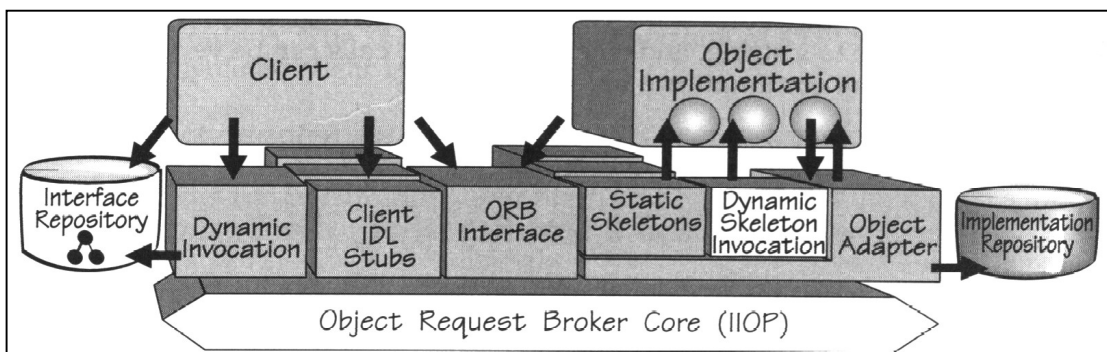 Client
Object
Implementation
Interface
Repository
Dynamic
Invocation
Client
IDL
Stubs
ORB
Interface
Static
Skeletons
Dynamic
Skeleton
Invocation
Object
Adapter
Implementation
Repository
Object Request Broker Core (IIOP)